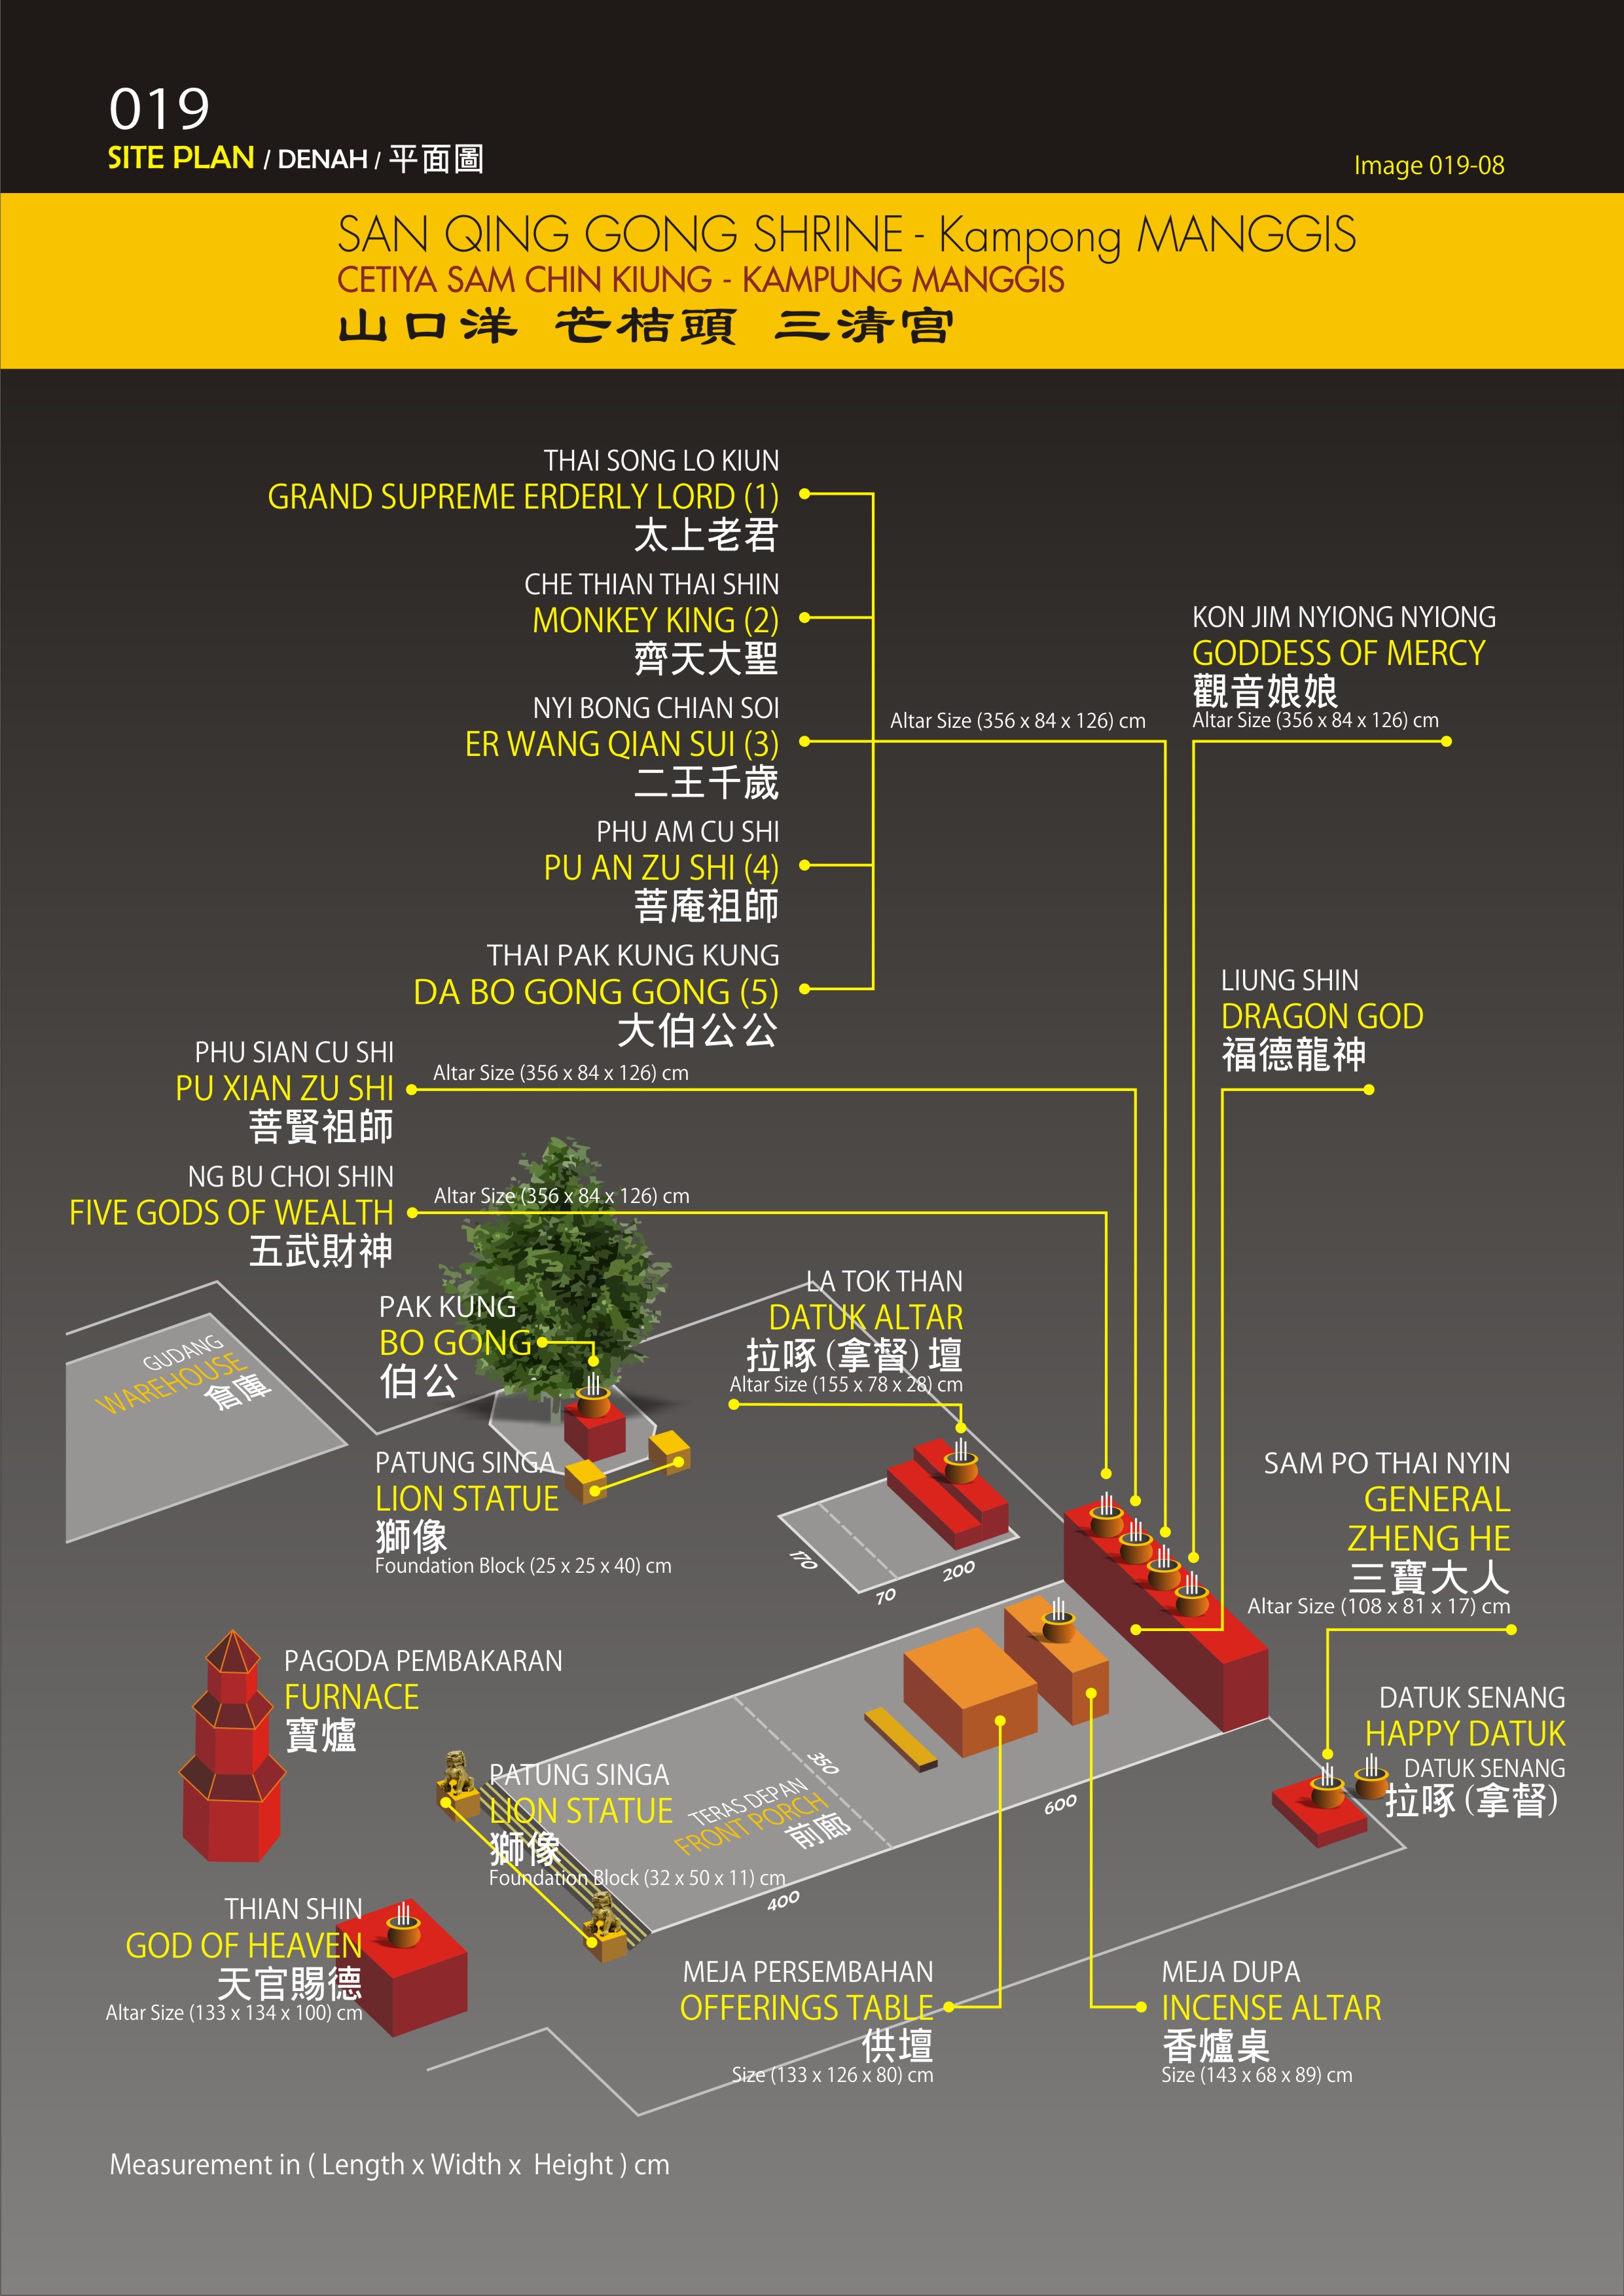 019
SITE PLAN / DENAH / 平面圖
Image 019-08
SAN QING GONG SHRINE - Kampong MANGGIS
CETIYA SAM CHIN KIUNG - KAMPUNG MANGGIS
山口洋 芒桔頭 三清宮
THAI SONG LO KIUN
GRAND SUPREME ERDERLY LORD (1)
太上老君
CHE THIAN THAI SHIN
MONKEY KING (2)
齊天大聖
NYI BONG CHIAN SOI
ER WANG QIAN SUI (3)
二王千歲
Altar Size (356 x 84 x 126) cm
PHU AM CU SHI
PU AN ZU SHI (4)
菩庵祖師
THAI PAK KUNG KUNG
DA BO GONG GONG (5)
大伯公公
KON JIM NYIONG NYIONG
GODDESS OF MERCY
觀音娘娘
Altar Size (356 x 84 x 126) cm
LIUNG SHIN
DRAGON GOD
福德龍神
PHU SIAN CU SHI
PU XIAN ZU SHI
菩賢祖師
Altar Size (356 x 84 x 126) cm
NG BU CHOI SHIN
FIVE GODS OF WEALTH
五武財神
Altar Size (356 x 84 x 126) cm
GUDANG
WAREHOUSE
倉庫
PAK KUNG
BO GONG
伯公
LA TOK THAN
DATUK ALTAR
拉啄 (拿督) 壇
Altar Size (155 x 78 x 28) cm
PATUNG SINGA
LION STATUE
獅像
Foundation Block (25 x 25 x 40) cm
170
70
200
SAM PO THAI NYIN
GENERAL
ZHENG HE
三寶大人
Altar Size (108 x 81 x 17) cm
PAGODA PEMBAKARAN
FURNACE
寶爐
DATUK SENANG
HAPPY DATUK
DATUK SENANG
拉啄 (拿督)
PATUNG SINGA
LION STATUE
獅像
Foundation Block (32 x 50 x 11) cm
TERAS DEPAN
FRONT PORCH
前廊
350
600
400
THIAN SHIN
GOD OF HEAVEN
天官賜德
Altar Size (133 x 134 x 100) cm
MEJA PERSEMBAHAN
OFFERINGS TABLE
供壇
Size (133 x 126 x 80) cm
MEJA DUPA
INCENSE ALTAR
香爐桌
Size (143 x 68 x 89) cm
Measurement in ( Length x Width x Height ) cm